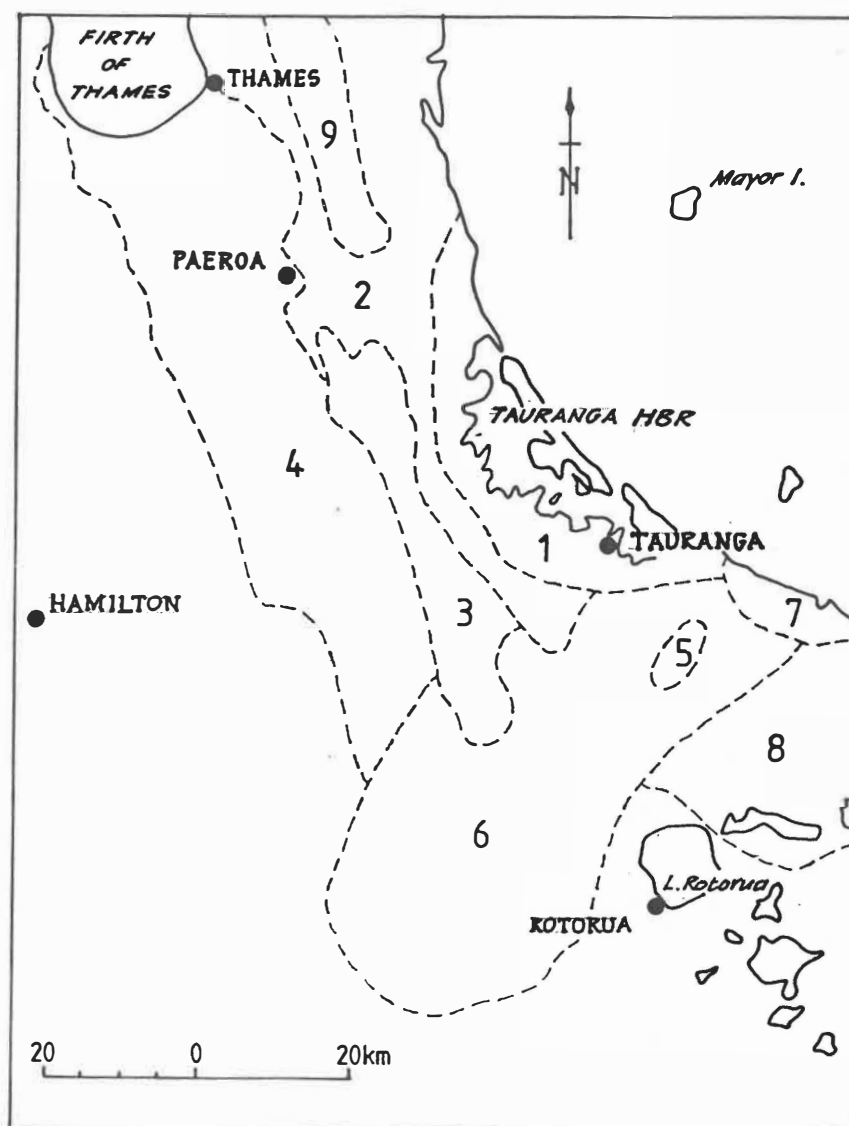 FIRTH
OF
THAMES
THAMES
9
N
Mayor I.
PAEROA
2
TAURANGA HBR
4
1
TAURANGA
HAMILTON
3
7
5
8
6
L. Rotorua
ROTORUA
20 0 20km